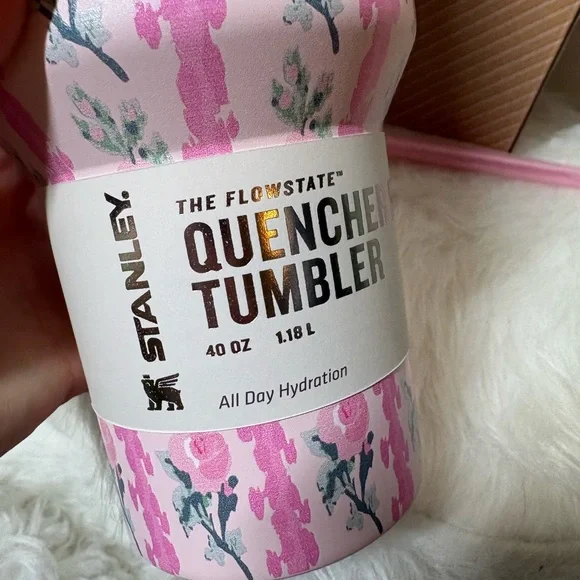 STANLEY.
THE FLOWSTATE™
QUENCHER
TUMBLER
40 OZ 1.18 L
All Day Hydration